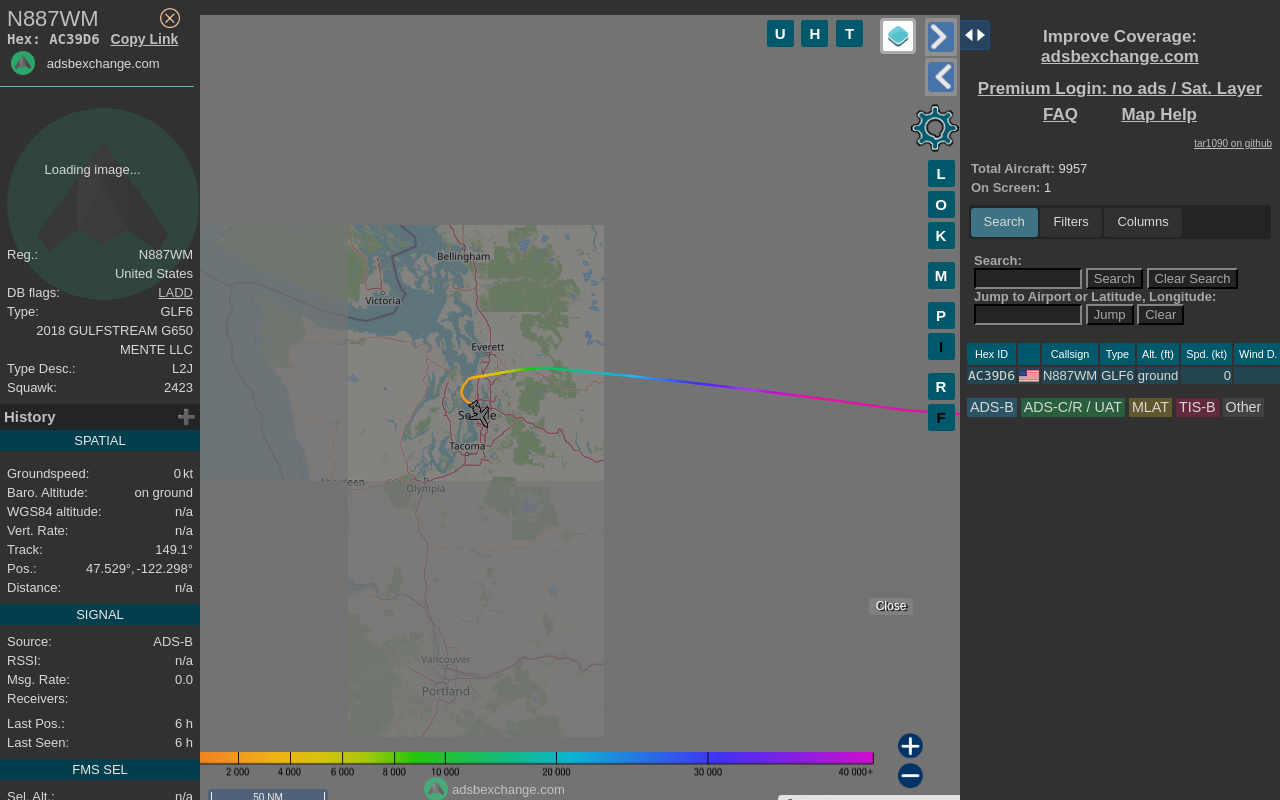 N887WM
Hex: AC39D6 Copy Link
adsbexchange.com
Loading image...
Reg.: N887WM
United States
DB flags: LADD
Type: GLF6
2018 GULFSTREAM G650
MENTE LLC
Type Desc.: L2J
Squawk: 2423
History
SPATIAL
Groundspeed: 0 kt
Baro. Altitude: on ground
WGS84 altitude: n/a
Vert. Rate: n/a
Track: 149.1°
Pos.: 47.529°, -122.298°
Distance: n/a
SIGNAL
Source: ADS-B
RSSI: n/a
Msg. Rate: 0.0
Receivers:
Last Pos.: 6 h
Last Seen: 6 h
FMS SEL
Sel. Alt.: n/a
U H T
L
O
K
M
P
I
R
F
Bellingham
Victoria
Everett
Tacoma
Olympia
Vancouver
Portland
Close
2 000 4 000 6 000 8 000 10 000 20 000 30 000 40 000+
adsbexchange.com
50 NM
Improve Coverage:
adsbexchange.com
Premium Login: no ads / Sat. Layer
FAQ Map Help
tar1090 on github
Total Aircraft: 9957
On Screen: 1
Search Filters Columns
Search:
Search Clear Search
Jump to Airport or Latitude, Longitude:
Jump Clear
Hex ID Callsign Type Alt. (ft) Spd. (kt) Wind D.
AC39D6 N887WM GLF6 ground 0
ADS-B ADS-C/R / UAT MLAT TIS-B Other